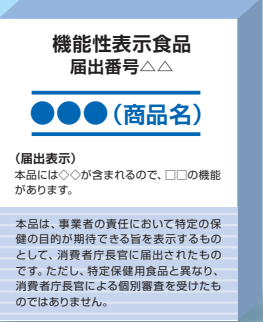 機能性表示食品
届出番号△△
●●●(商品名)
(届出表示)
本品には◇◇が含まれるので、□□の機能
があります。
本品は、事業者の責任において特定の保
健の目的が期待できる旨を表示するもの
として、消費者庁長官に届出されたもの
です。ただし、特定保健用食品と異なり、
消費者庁長官による個別審査を受けたも
のではありません。